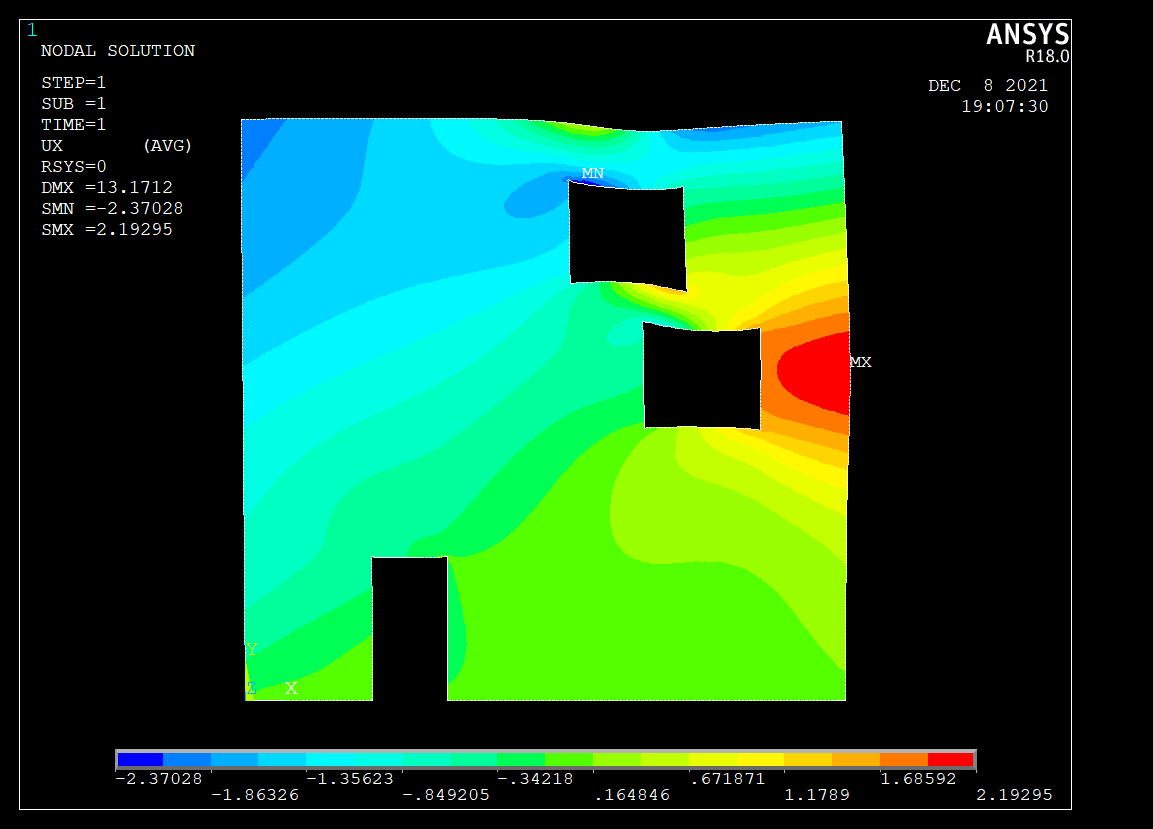 1
ANSYS
R18.0
NODAL SOLUTION
STEP=1
SUB =1
TIME=1
UX (AVG)
RSYS=0
DMX =13.1712
SMN =-2.37028
SMX =2.19295
DEC 8 2021
19:07:30
MN
MX
Y
Z X
-2.37028 -1.35623 -.34218 .671871 1.68592
-1.86326 -.849205 .164846 1.1789 2.19295